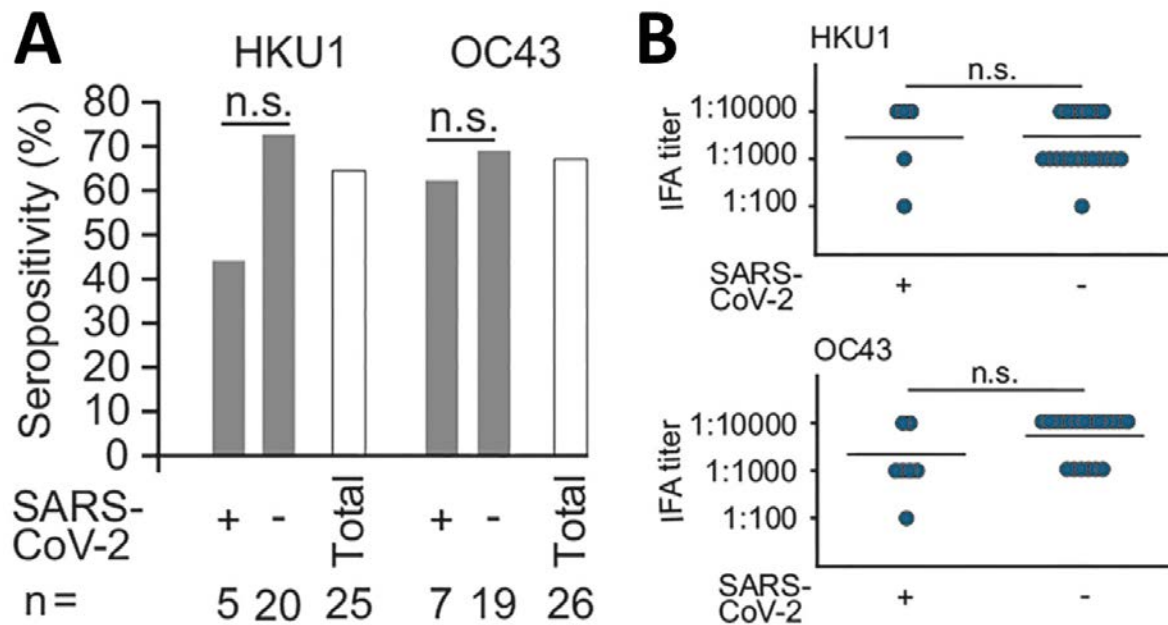 A
HKU1 OC43
n.s. n.s.
Seropositivity (%)
80
70
60
50
40
30
20
10
0
SARS-
CoV-2
+ - Total + - Total
n= 5 20 25 7 19 26
B
HKU1
n.s.
IFA titer
1:10000
1:1000
1:100
SARS-
CoV-2
+ -
OC43
n.s.
IFA titer
1:10000
1:1000
1:100
SARS-
CoV-2
+ -